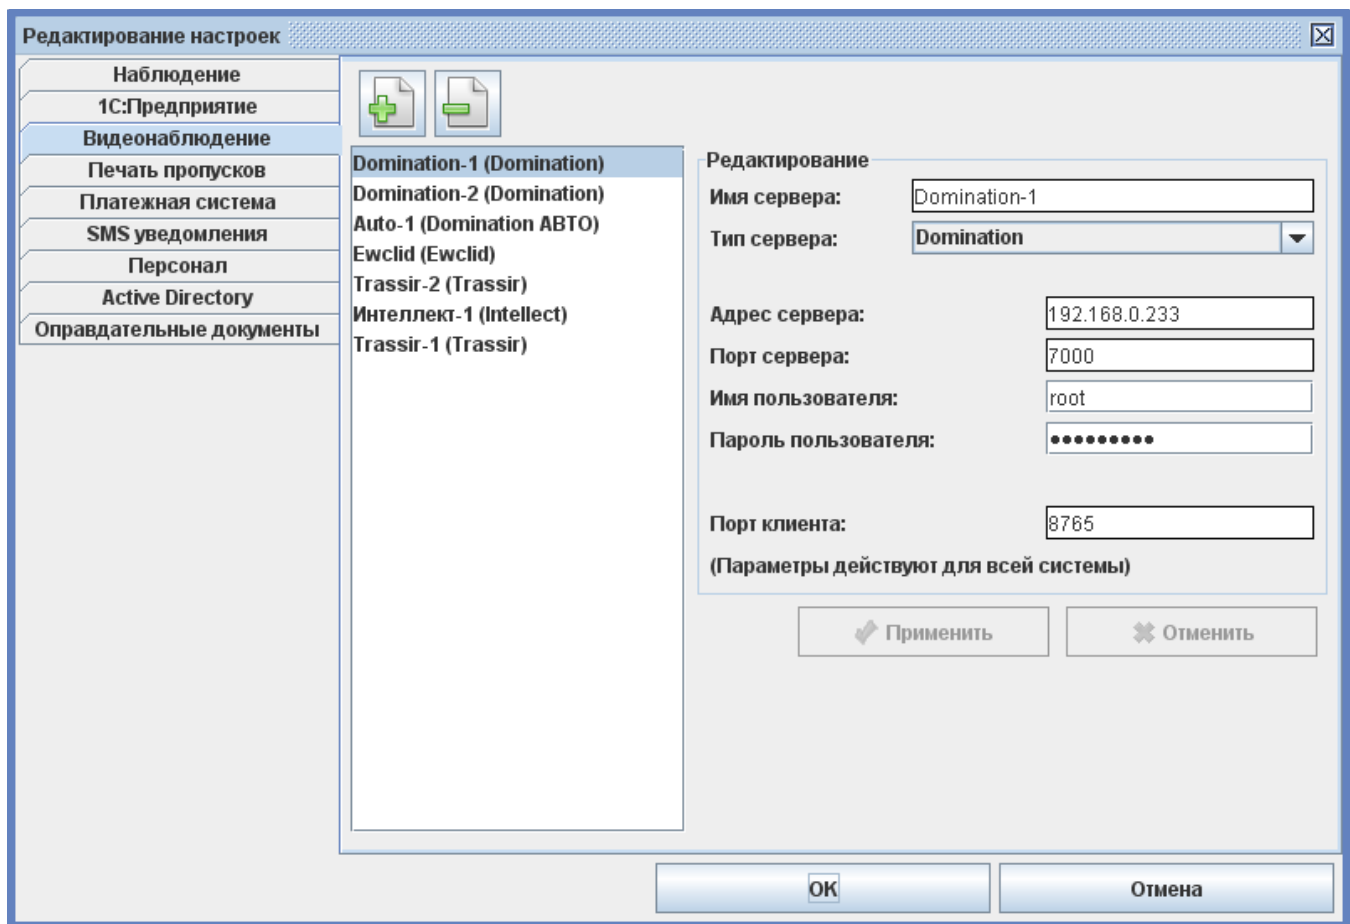 Редактирование настроек
Наблюдение
1С:Предприятие
Видеонаблюдение
Печать пропусков
Платежная система
SMS уведомления
Персонал
Active Directory
Оправдательные документы
Domination-1 (Domination)
Domination-2 (Domination)
Auto-1 (Domination АВТО)
Ewclid (Ewclid)
Trassir-2 (Trassir)
Интеллект-1 (Intellect)
Trassir-1 (Trassir)
Редактирование
Имя сервера: Domination-1
Тип сервера: Domination
Адрес сервера: 192.168.0.233
Порт сервера: 7000
Имя пользователя: root
Пароль пользователя: •••••••••
Порт клиента: 8765
(Параметры действуют для всей системы)
Применить Отменить
OK Отмена